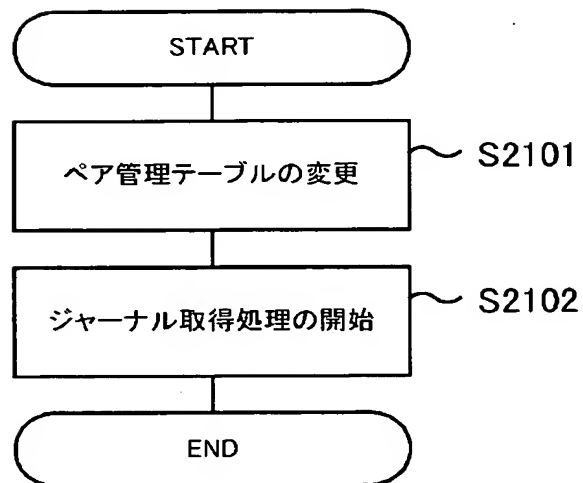 START
ペア管理テーブルの変更
S2101
ジャーナル取得処理の開始
S2102
END